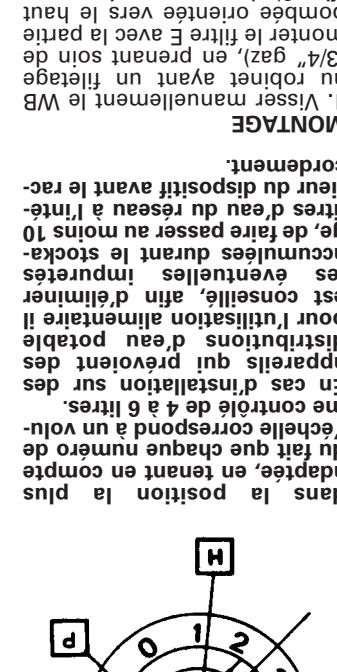 2 1 0
H
P
dans la position la plus
adaptée, en tenant en compte
du fait que chaque numéro de
l'échelle correspond à un volu-
me contrôlé de 4 à 6 litres.
En cas d'installation sur des
appareils qui prévoient des
distributions d'eau potable
pour l'utilisation alimentaire il
est conseillé, afin d'éliminer
les éventuelles impuretés
accumulées durant le stocka-
ge, de faire passer au moins 10
litres d'eau du réseau à l'inté-
rieur du dispositif avant le rac-
cordement.
MONTAGE
1. Visser manuellement le WB
au robinet ayant un filetage
3/4" gaz), en prenant soin de
monter le filtre E avec la partie
bombée orientée vers le haut